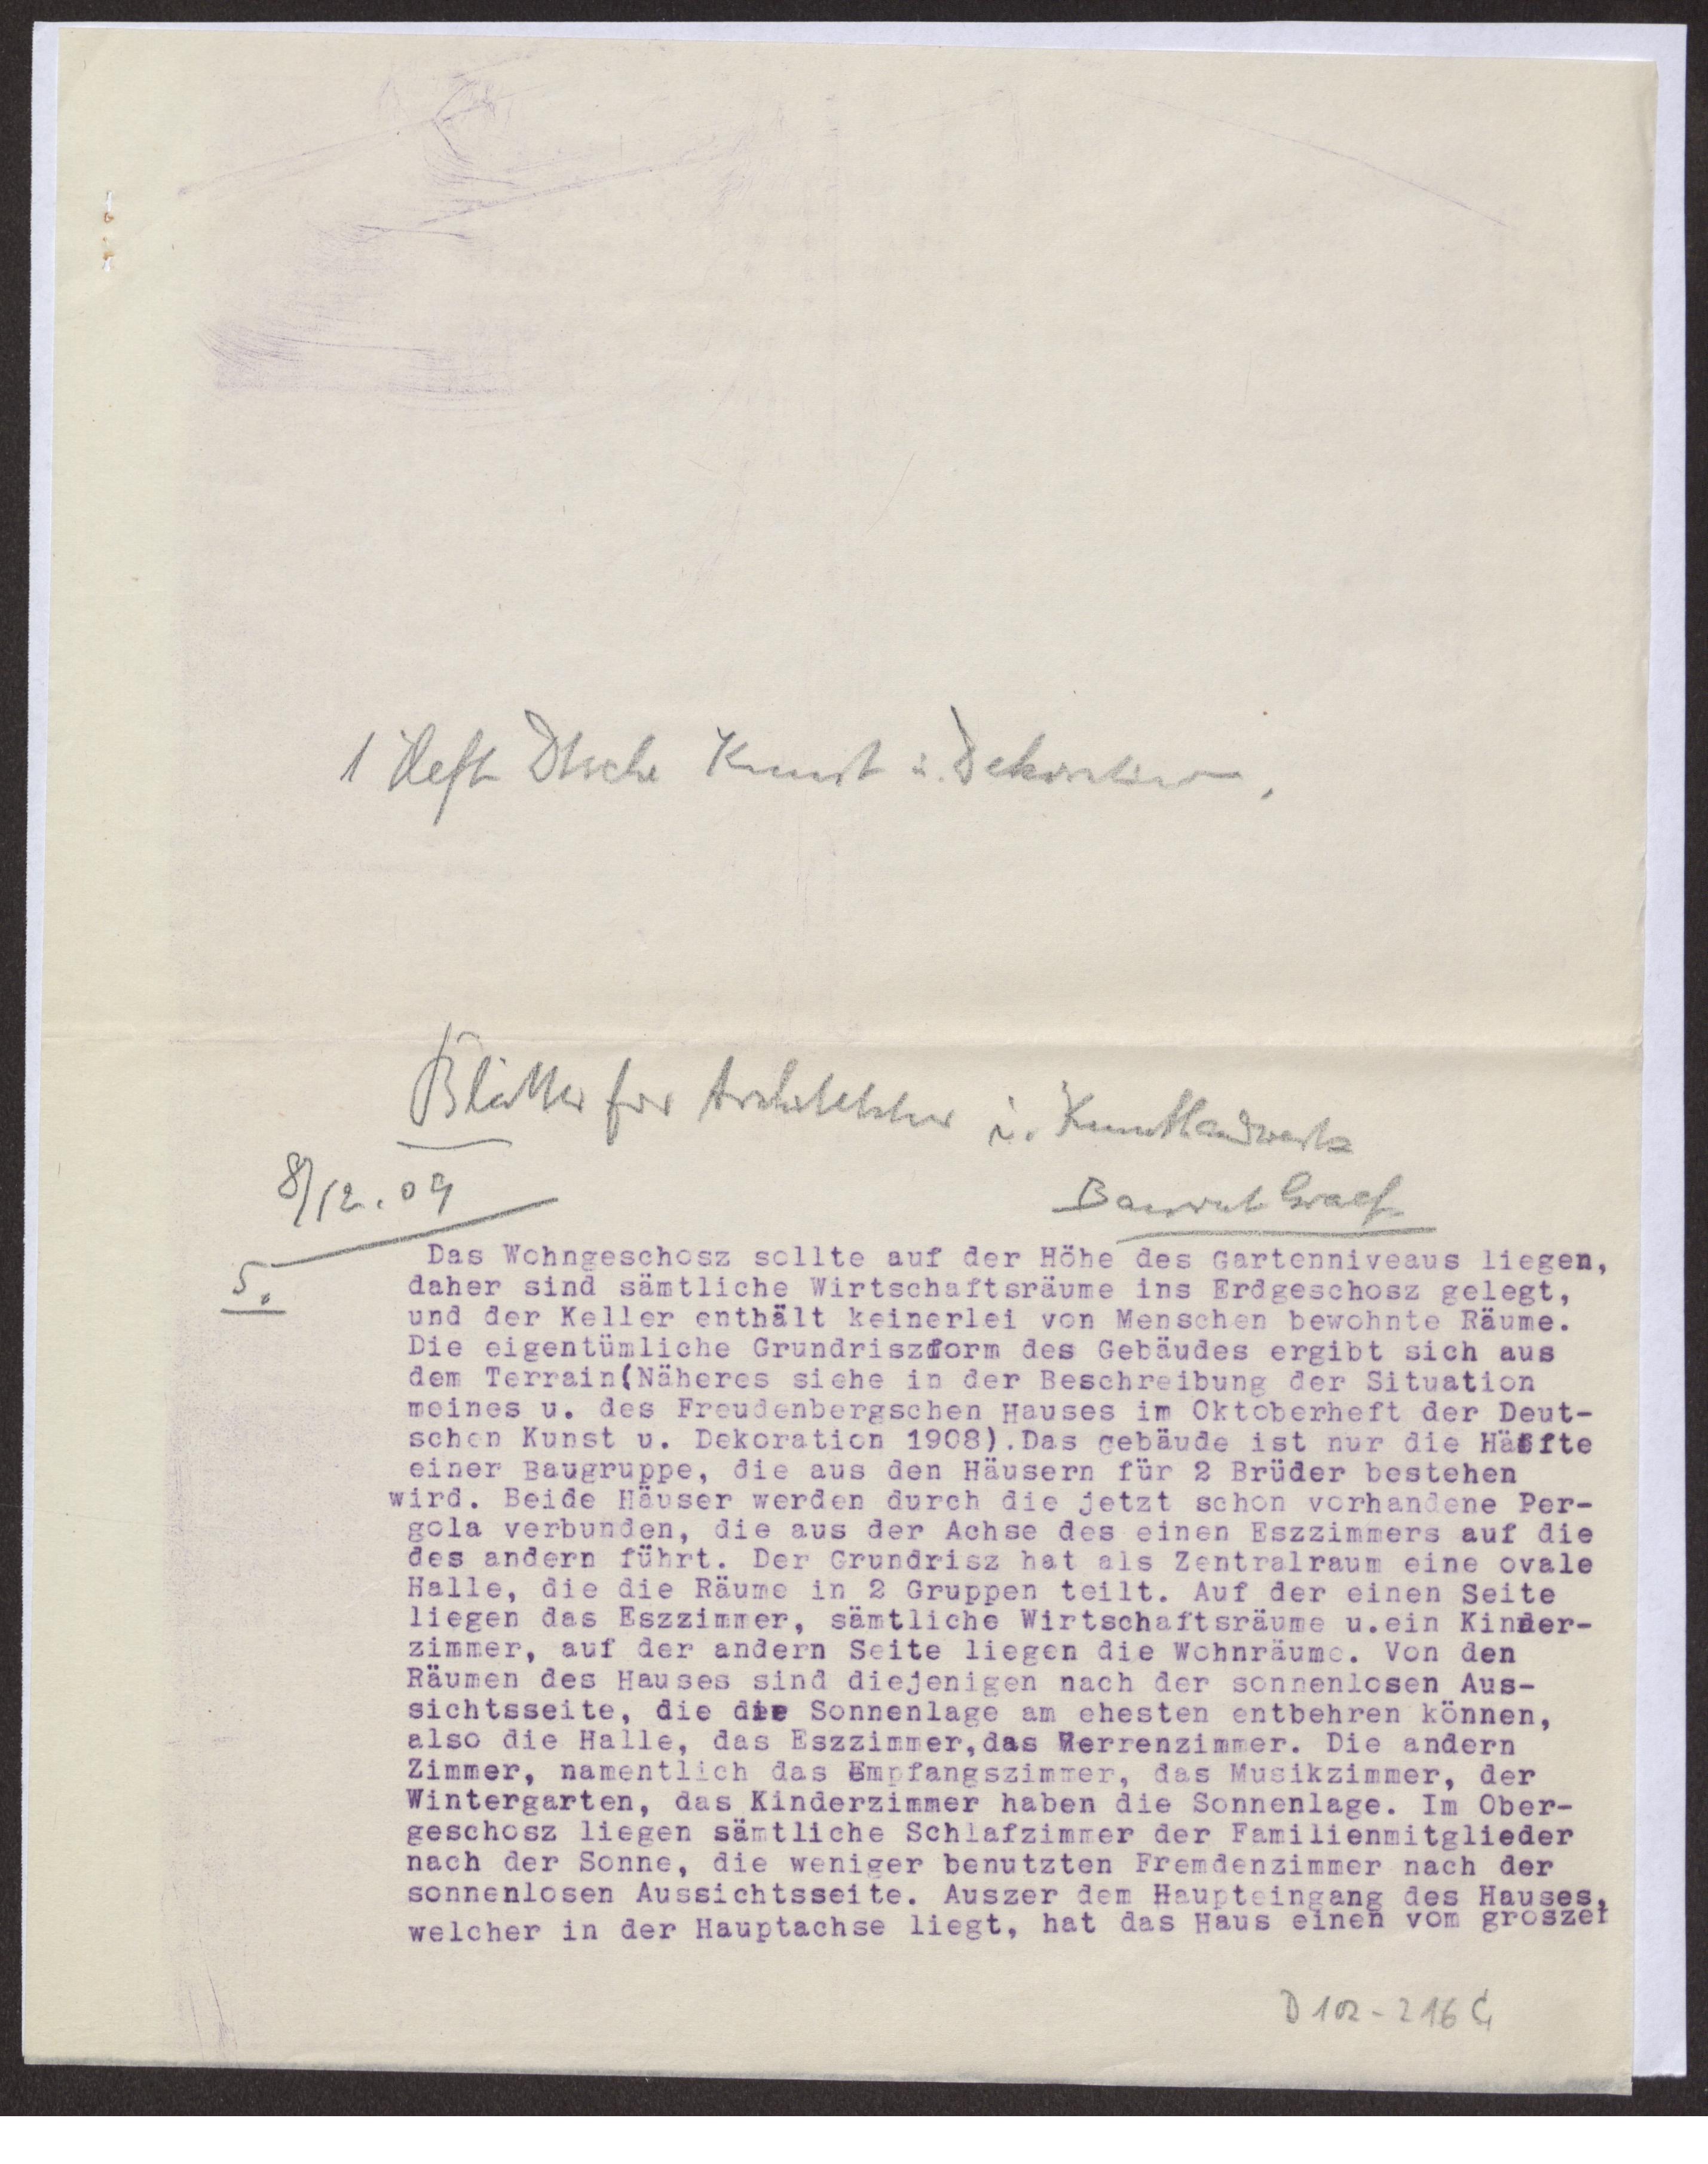 1 Heft Dtsche Kunst u. Dekoration.
Blätter für Architektur u. Kunsthandwerk
8/12.09
Baurat Graef
5.
Das Wohngeschosz sollte auf der Höhe des Gartenniveaus liegen,
daher sind sämtliche Wirtschaftsräume ins Erdgeschosz gelegt,
und der Keller enthält keinerlei von Menschen bewohnte Räume.
Die eigentümliche Grundriszform des Gebäudes ergibt sich aus
dem Terrain(Näheres siehe in der Beschreibung der Situation
meines u. des Freudenbergschen Hauses im Oktoberheft der Deut-
schen Kunst u. Dekoration 1908).Das Gebäude ist nur die Hälfte
einer Baugruppe, die aus den Häusern für 2 Brüder bestehen
wird. Beide Häuser werden durch die jetzt schon vorhandene Per-
gola verbunden, die aus der Achse des einen Eszzimmers auf die
des andern führt. Der Grundrisz hat als Zentralraum eine ovale
Halle, die die Räume in 2 Gruppen teilt. Auf der einen Seite
liegen das Eszzimmer, sämtliche Wirtschaftsräume u.ein Kinder-
zimmer, auf der andern Seite liegen die Wohnräume. Von den
Räumen des Hauses sind diejenigen nach der sonnenlosen Aus-
sichtsseite, die die Sonnenlage am ehesten entbehren können,
also die Halle, das Eszzimmer,das Herrenzimmer. Die andern
Zimmer, namentlich das Empfangszimmer, das Musikzimmer, der
Wintergarten, das Kinderzimmer haben die Sonnenlage. Im Ober-
geschosz liegen sämtliche Schlafzimmer der Familienmitglieder
nach der Sonne, die weniger benutzten Fremdenzimmer nach der
sonnenlosen Aussichtsseite. Auszer dem Haupteingang des Hauses,
welcher in der Hauptachse liegt, hat das Haus einen vom groszen
D 102-216 G